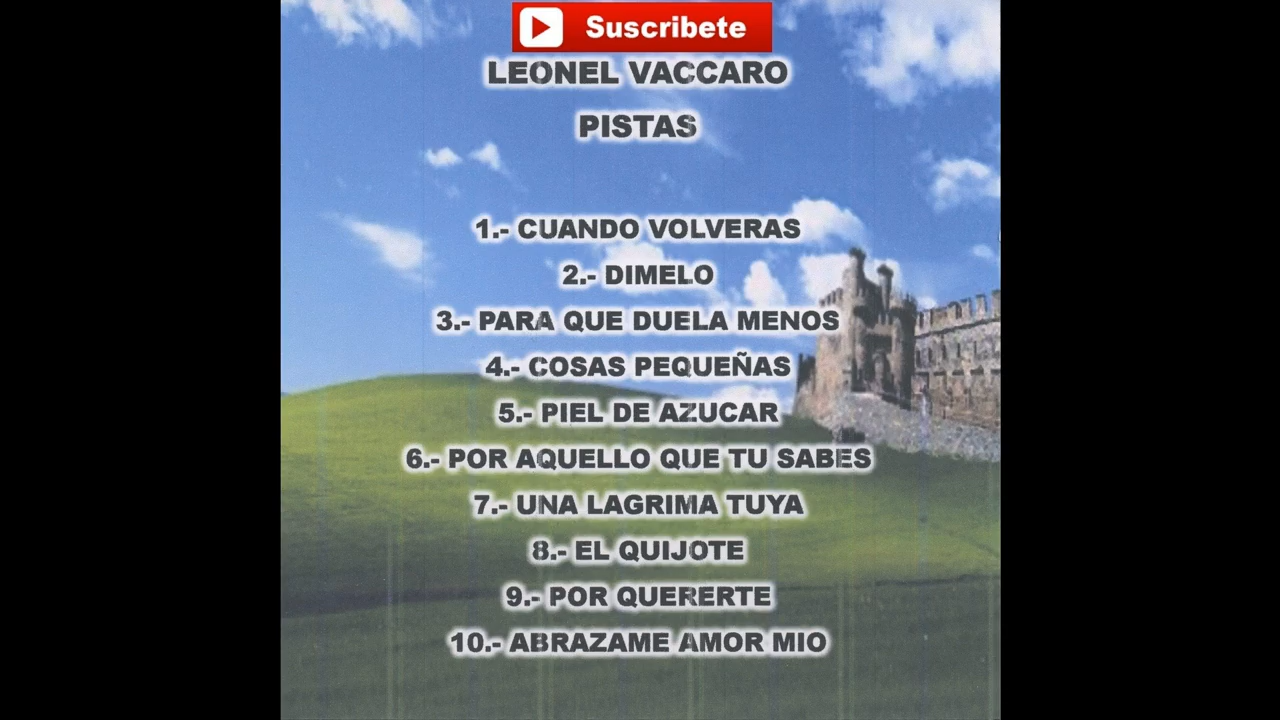 Suscribete
LEONEL VACCARO
PISTAS
1.- CUANDO VOLVERAS
2.- DIMELO
3.- PARA QUE DUELA MENOS
4.- COSAS PEQUEÑAS
5.- PIEL DE AZUCAR
6.- POR AQUELLO QUE TU SABES
7.- UNA LAGRIMA TUYA
8.- EL QUIJOTE
9.- POR QUERERTE
10.- ABRAZAME AMOR MIO